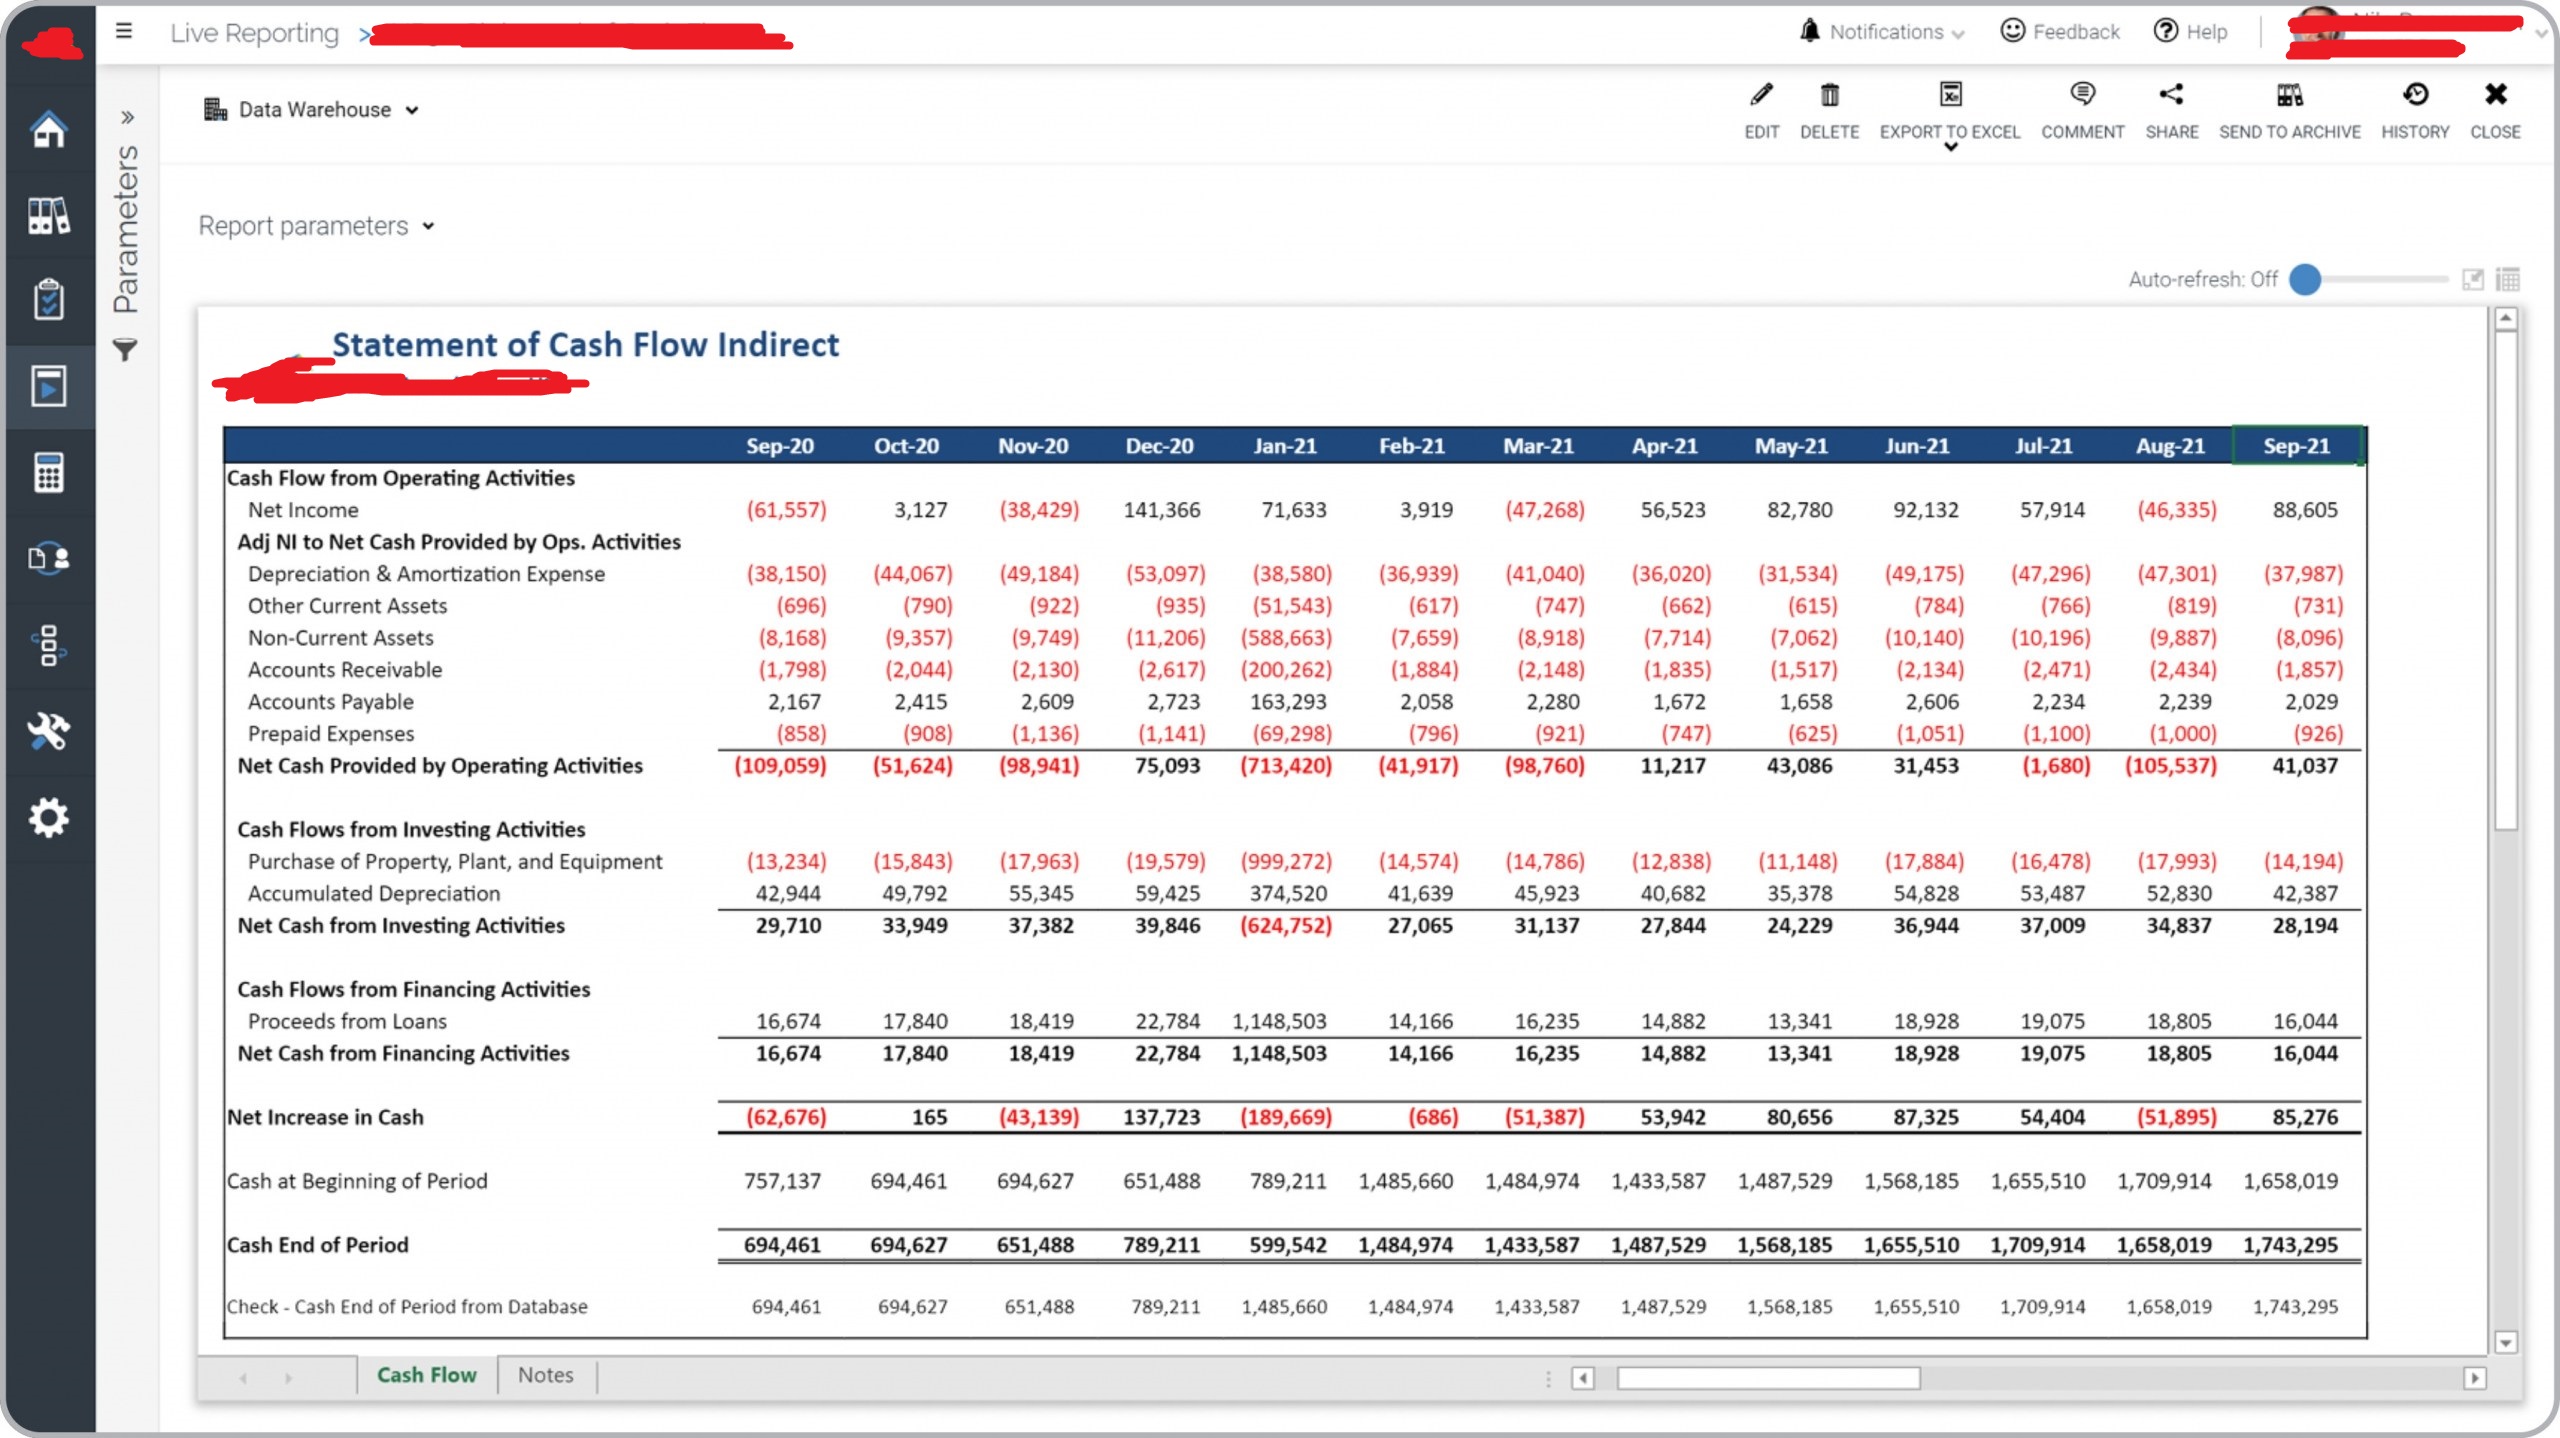 Live Reporting >
Notifications
Feedback
Help
Data Warehouse
EDIT DELETE EXPORT TO EXCEL COMMENT SHARE SEND TO ARCHIVE HISTORY CLOSE
» Parameters
Report parameters
Auto-refresh: Off
Statement of Cash Flow Indirect
Sep-20 Oct-20 Nov-20 Dec-20 Jan-21 Feb-21 Mar-21 Apr-21 May-21 Jun-21 Jul-21 Aug-21 Sep-21
Cash Flow from Operating Activities
Net Income (61,557) 3,127 (38,429) 141,366 71,633 3,919 (47,268) 56,523 82,780 92,132 57,914 (46,335) 88,605
Adj NI to Net Cash Provided by Ops. Activities
Depreciation & Amortization Expense (38,150) (44,067) (49,184) (53,097) (38,580) (36,939) (41,040) (36,020) (31,534) (49,175) (47,296) (47,301) (37,987)
Other Current Assets (696) (790) (922) (935) (51,543) (617) (747) (662) (615) (784) (766) (819) (731)
Non-Current Assets (8,168) (9,357) (9,749) (11,206) (588,663) (7,659) (8,918) (7,714) (7,062) (10,140) (10,196) (9,887) (8,096)
Accounts Receivable (1,798) (2,044) (2,130) (2,617) (200,262) (1,884) (2,148) (1,835) (1,517) (2,134) (2,471) (2,434) (1,857)
Accounts Payable 2,167 2,415 2,609 2,723 163,293 2,058 2,280 1,672 1,658 2,606 2,234 2,239 2,029
Prepaid Expenses (858) (908) (1,136) (1,141) (69,298) (796) (921) (747) (625) (1,051) (1,100) (1,000) (926)
Net Cash Provided by Operating Activities (109,059) (51,624) (98,941) 75,093 (713,420) (41,917) (98,760) 11,217 43,086 31,453 (1,680) (105,537) 41,037
Cash Flows from Investing Activities
Purchase of Property, Plant, and Equipment (13,234) (15,843) (17,963) (19,579) (999,272) (14,574) (14,786) (12,838) (11,148) (17,884) (16,478) (17,993) (14,194)
Accumulated Depreciation 42,944 49,792 55,345 59,425 374,520 41,639 45,923 40,682 35,378 54,828 53,487 52,830 42,387
Net Cash from Investing Activities 29,710 33,949 37,382 39,846 (624,752) 27,065 31,137 27,844 24,229 36,944 37,009 34,837 28,194
Cash Flows from Financing Activities
Proceeds from Loans 16,674 17,840 18,419 22,784 1,148,503 14,166 16,235 14,882 13,341 18,928 19,075 18,805 16,044
Net Cash from Financing Activities 16,674 17,840 18,419 22,784 1,148,503 14,166 16,235 14,882 13,341 18,928 19,075 18,805 16,044
Net Increase in Cash (62,676) 165 (43,139) 137,723 (189,669) (686) (51,387) 53,942 80,656 87,325 54,404 (51,895) 85,276
Cash at Beginning of Period 757,137 694,461 694,627 651,488 789,211 1,485,660 1,484,974 1,433,587 1,487,529 1,568,185 1,655,510 1,709,914 1,658,019
Cash End of Period 694,461 694,627 651,488 789,211 599,542 1,484,974 1,433,587 1,487,529 1,568,185 1,655,510 1,709,914 1,658,019 1,743,295
Check - Cash End of Period from Database 694,461 694,627 651,488 789,211 1,485,660 1,484,974 1,433,587 1,487,529 1,568,185 1,655,510 1,709,914 1,658,019 1,743,295
Cash Flow
Notes